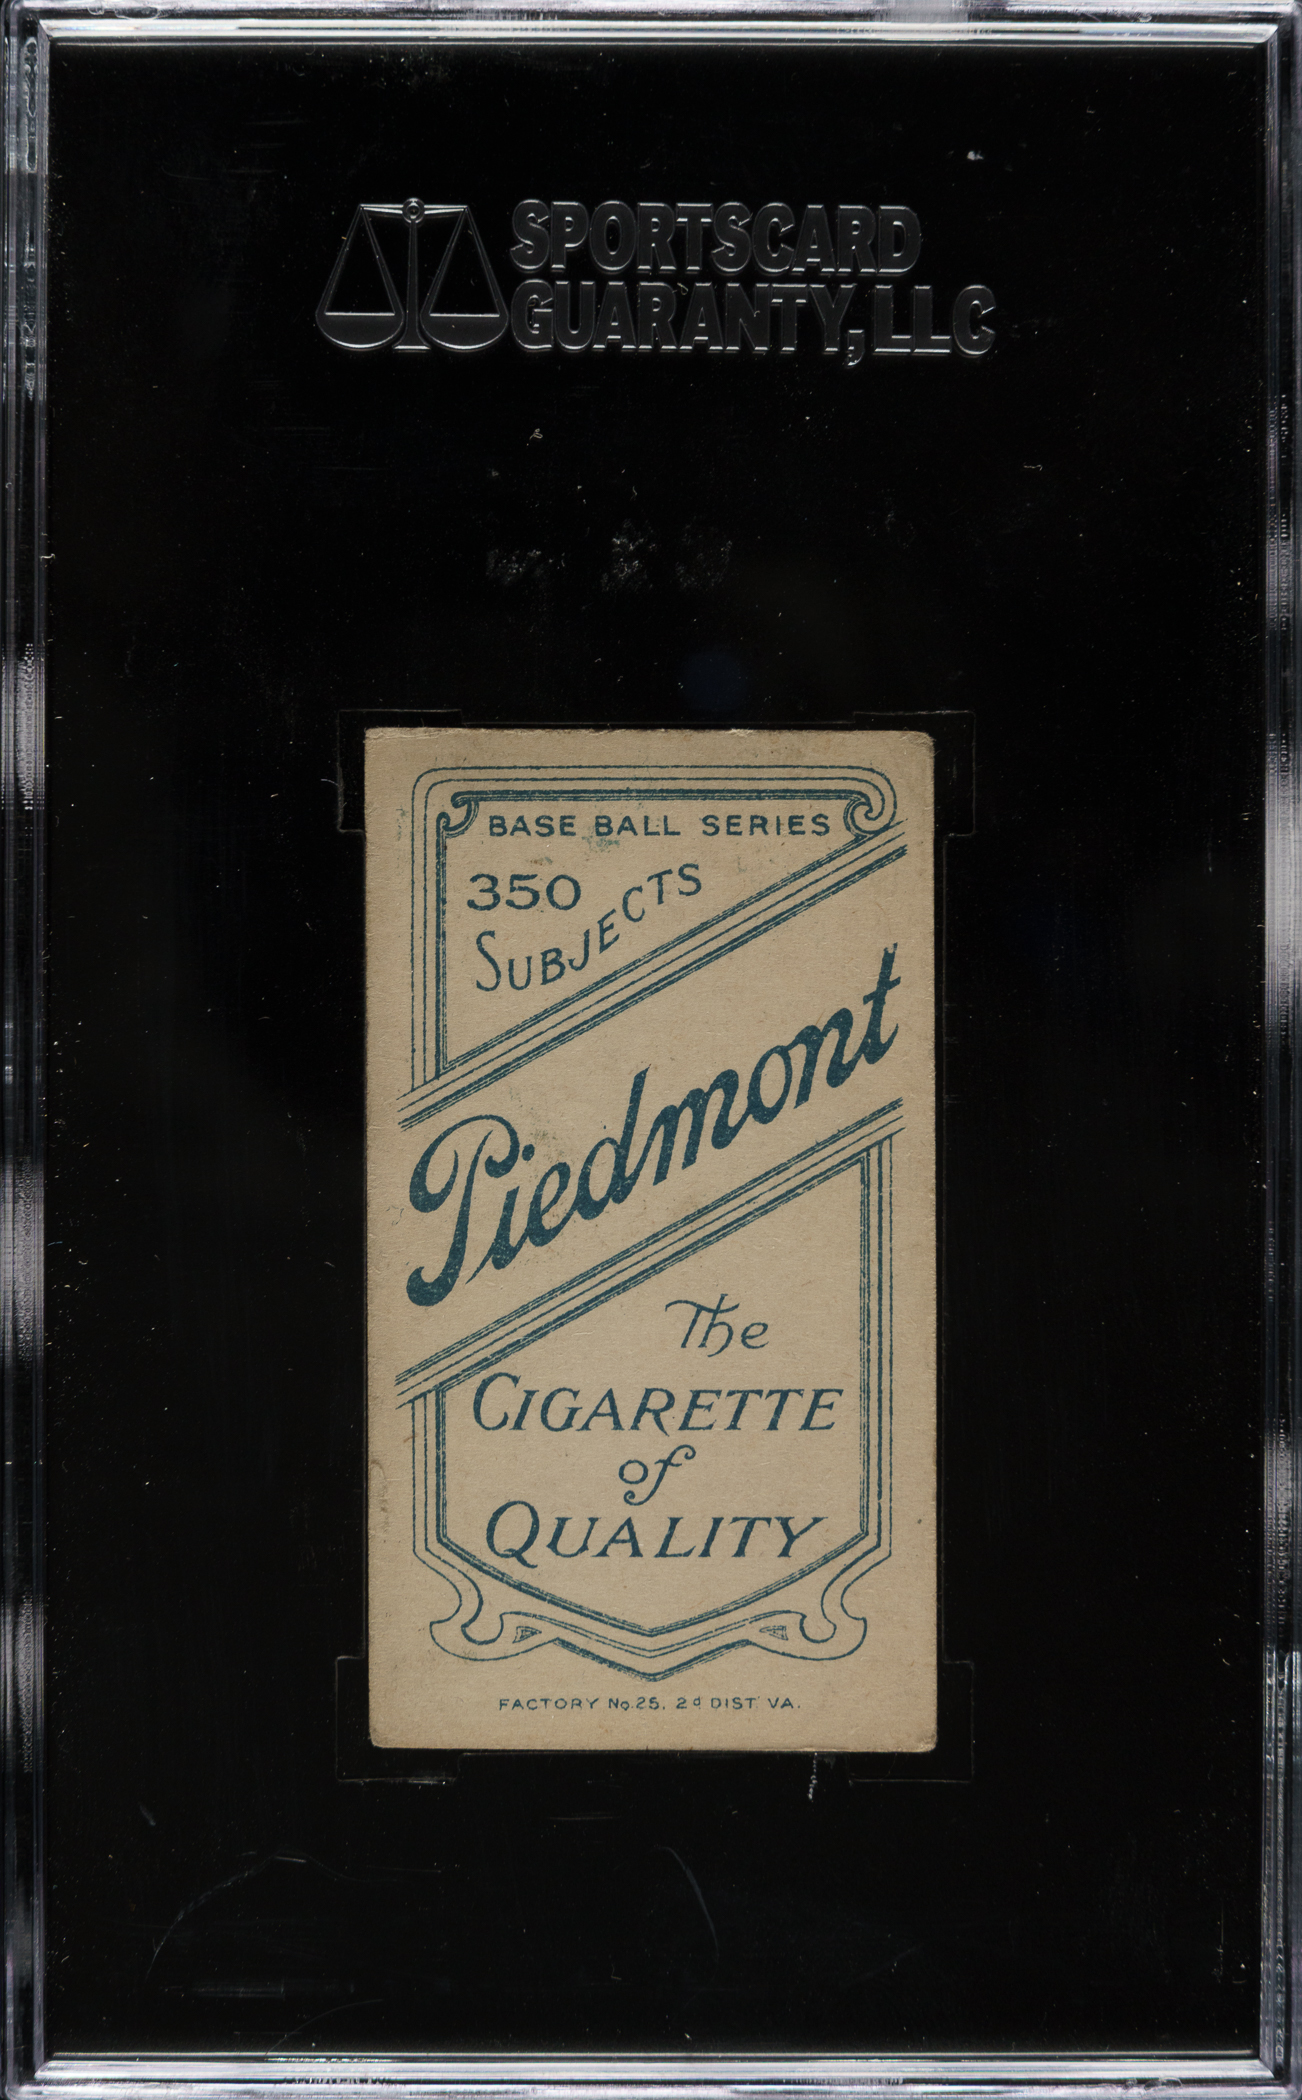 SPORTSCARD
GUARANTY, LLC
BASE BALL SERIES
350
SUBJECTS
Piedmont
The
CIGARETTE
of
QUALITY
FACTORY No. 25. 2d DIST. VA.